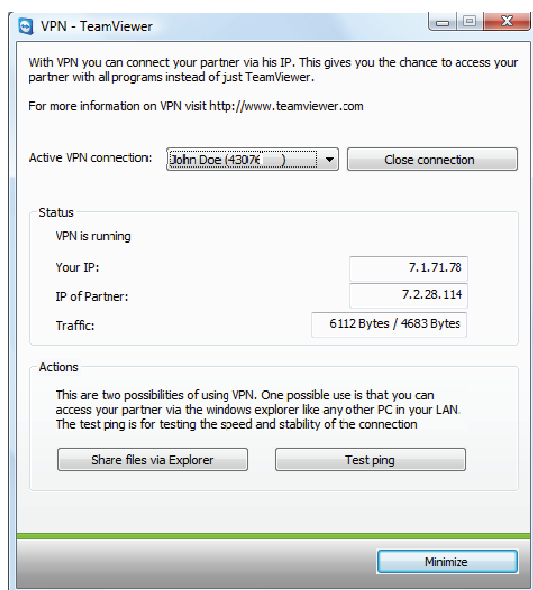 VPN - TeamViewer
With VPN you can connect your partner via his IP. This gives you the chance to access your
partner with all programs instead of just TeamViewer.
For more information on VPN visit http://www.teamviewer.com
Active VPN connection: John Doe (43076 ) Close connection
Status
VPN is running
Your IP: 7.1.71.78
IP of Partner: 7.2.28.114
Traffic: 6112 Bytes / 4683 Bytes
Actions
This are two possibilities of using VPN. One possible use is that you can
access your partner via the windows explorer like any other PC in your LAN.
The test ping is for testing the speed and stability of the connection
Share files via Explorer Test ping
Minimize